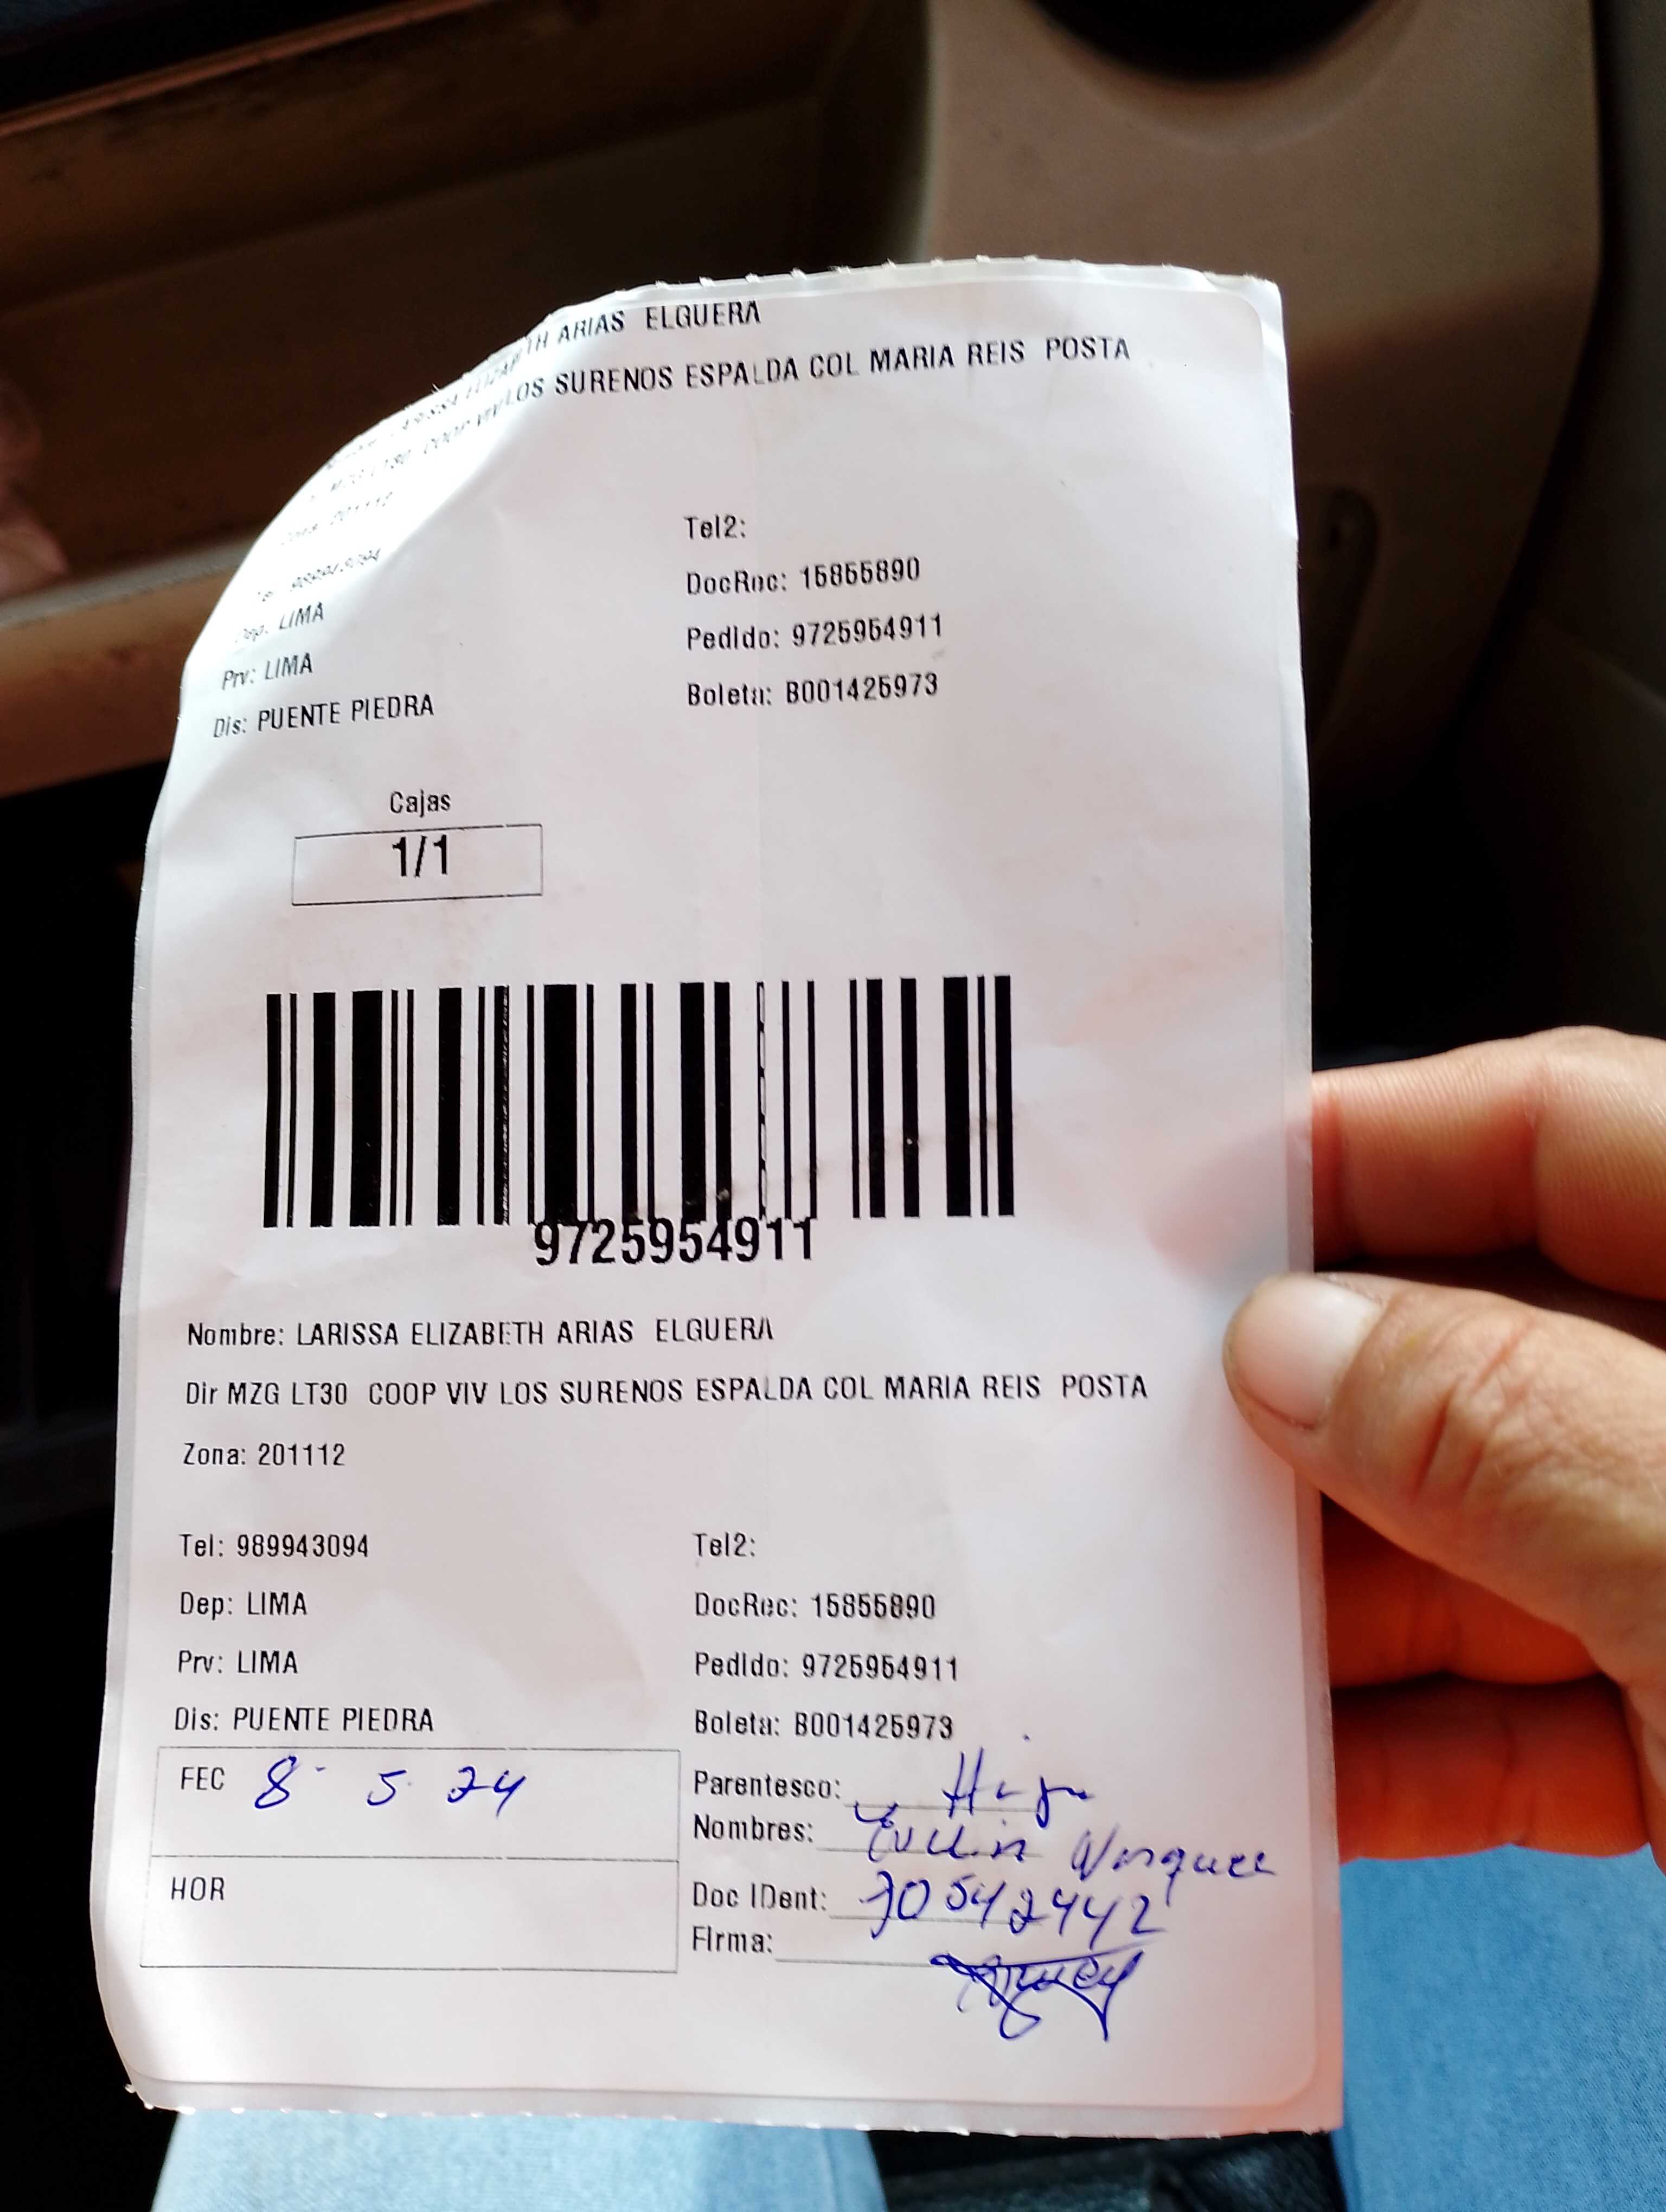 ARIAS ELGUERA
COOP VIV LOS SURENOS ESPALDA COL MARIA REIS POSTA
Tel2:
DocRec: 15855890
Dep. LIMA
Pedido: 9725954911
Prv: LIMA
Boleta: B001425973
Dis: PUENTE PIEDRA
Cajas
1/1
9725954911
Nombre: LARISSA ELIZABETH ARIAS ELGUERA
Dir MZG LT30 COOP VIV LOS SURENOS ESPALDA COL MARIA REIS POSTA
Zona: 201112
Tel: 989943094 Tel2:
Dep: LIMA DocRec: 15855890
Prv: LIMA Pedido: 9725954911
Dis: PUENTE PIEDRA Boleta: B001425973
FEC 8 5 24 Parentesco: Hija
Nombres:
HOR Doc IDent: 70542442
Firma: